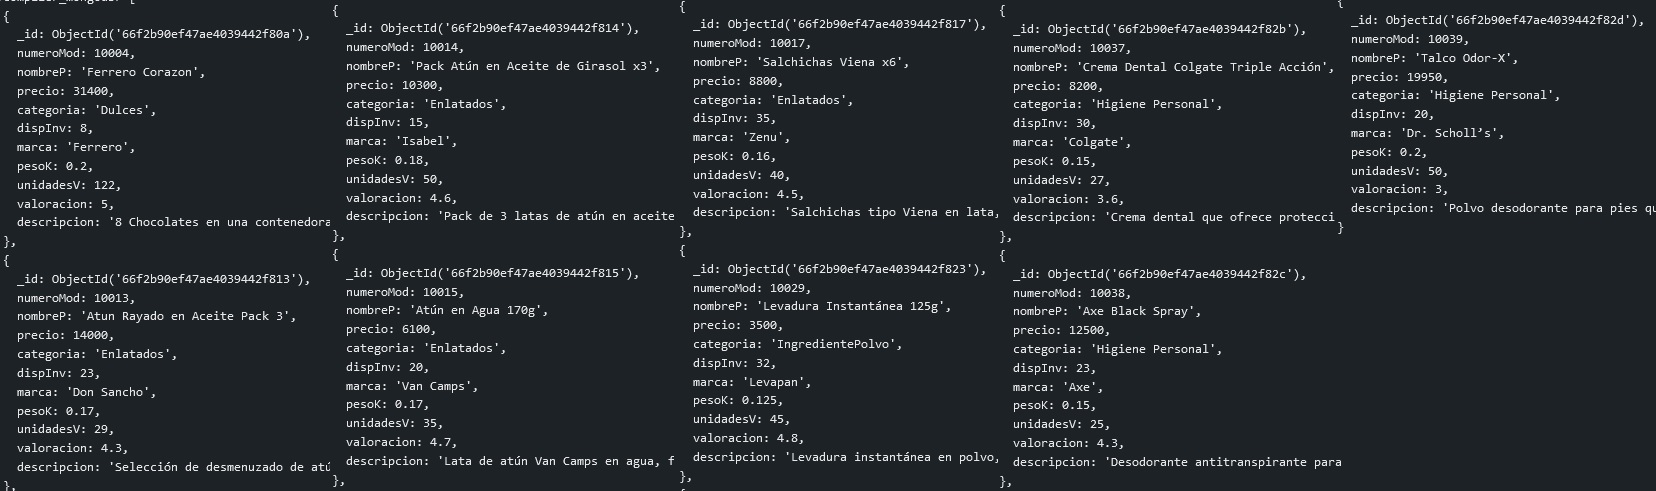 {
_id: ObjectId('66f2b90ef47ae4039442f80a'),
numeroMod: 10004,
nombreP: 'Ferrero Corazon',
precio: 31400,
categoria: 'Dulces',
dispInv: 8,
marca: 'Ferrero',
pesoK: 0.2,
unidadesV: 122,
valoracion: 5,
descripcion: '8 Chocolates en una contenedora
},
{
_id: ObjectId('66f2b90ef47ae4039442f813'),
numeroMod: 10013,
nombreP: 'Atun Rayado en Aceite Pack 3',
precio: 14000,
categoria: 'Enlatados',
dispInv: 23,
marca: 'Don Sancho',
pesoK: 0.17,
unidadesV: 29,
valoracion: 4.3,
descripcion: 'Selección de desmenuzado de atú
},
{
_id: ObjectId('66f2b90ef47ae4039442f814'),
numeroMod: 10014,
nombreP: 'Pack Atún en Aceite de Girasol x3',
precio: 10300,
categoria: 'Enlatados',
dispInv: 15,
marca: 'Isabel',
pesoK: 0.18,
unidadesV: 50,
valoracion: 4.6,
descripcion: 'Pack de 3 latas de atún en aceite
},
{
_id: ObjectId('66f2b90ef47ae4039442f815'),
numeroMod: 10015,
nombreP: 'Atún en Agua 170g',
precio: 6100,
categoria: 'Enlatados',
dispInv: 20,
marca: 'Van Camps',
pesoK: 0.17,
unidadesV: 35,
valoracion: 4.7,
descripcion: 'Lata de atún Van Camps en agua, f
},
{
_id: ObjectId('66f2b90ef47ae4039442f817'),
numeroMod: 10017,
nombreP: 'Salchichas Viena x6',
precio: 8800,
categoria: 'Enlatados',
dispInv: 35,
marca: 'Zenu',
pesoK: 0.16,
unidadesV: 40,
valoracion: 4.5,
descripcion: 'Salchichas tipo Viena en lata,
},
{
_id: ObjectId('66f2b90ef47ae4039442f823'),
numeroMod: 10029,
nombreP: 'Levadura Instantánea 125g',
precio: 3500,
categoria: 'IngredientePolvo',
dispInv: 32,
marca: 'Levapan',
pesoK: 0.125,
unidadesV: 45,
valoracion: 4.8,
descripcion: 'Levadura instantánea en polvo,
},
{
_id: ObjectId('66f2b90ef47ae4039442f82b'),
numeroMod: 10037,
nombreP: 'Crema Dental Colgate Triple Acción',
precio: 8200,
categoria: 'Higiene Personal',
dispInv: 30,
marca: 'Colgate',
pesoK: 0.15,
unidadesV: 27,
valoracion: 3.6,
descripcion: 'Crema dental que ofrece protecci
},
{
_id: ObjectId('66f2b90ef47ae4039442f82c'),
numeroMod: 10038,
nombreP: 'Axe Black Spray',
precio: 12500,
categoria: 'Higiene Personal',
dispInv: 23,
marca: 'Axe',
pesoK: 0.15,
unidadesV: 25,
valoracion: 4.3,
descripcion: 'Desodorante antitranspirante para
},
{
_id: ObjectId('66f2b90ef47ae4039442f82d'),
numeroMod: 10039,
nombreP: 'Talco Odor-X',
precio: 19950,
categoria: 'Higiene Personal',
dispInv: 20,
marca: 'Dr. Scholl’s',
pesoK: 0.2,
unidadesV: 50,
valoracion: 3,
descripcion: 'Polvo desodorante para pies qu
}